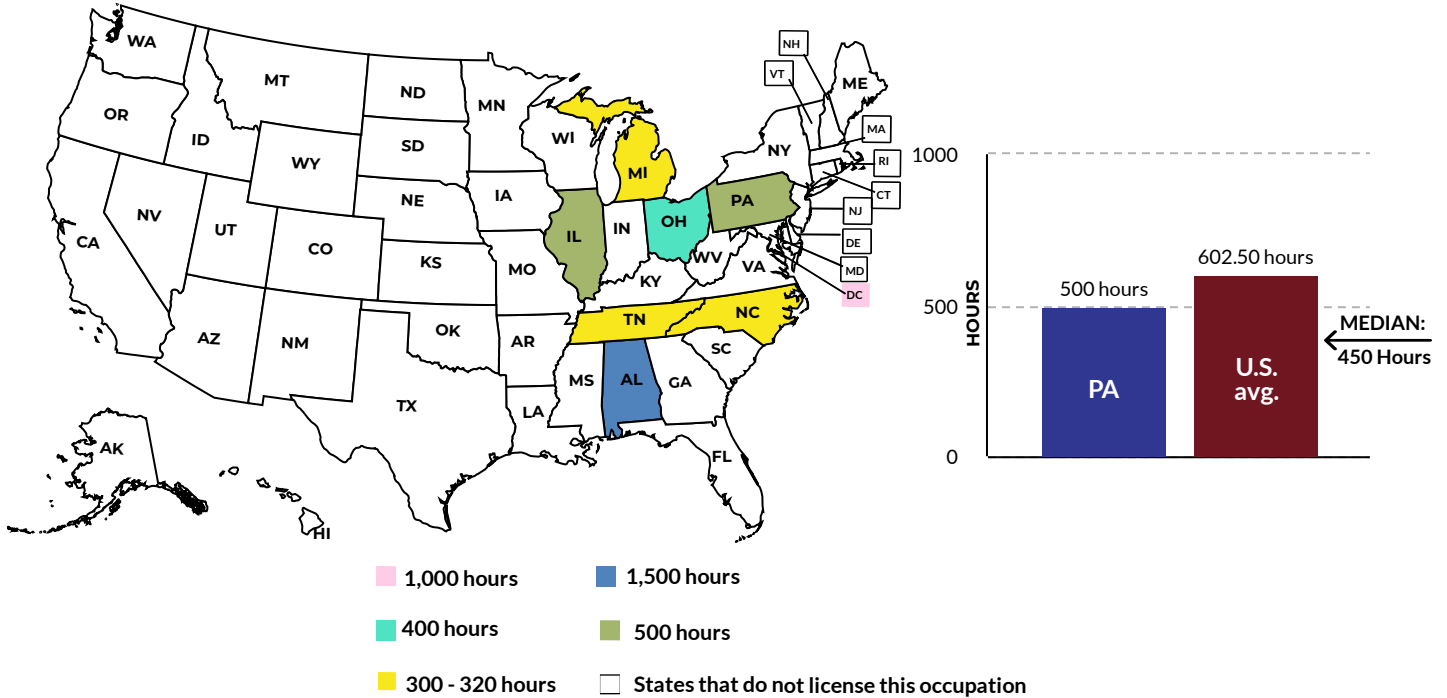 WA
MT
ND
MN
OR
ID
WY
SD
WI
MI
NY
VT
NH
ME
MA
RI
CT
NJ
DE
MD
DC
NV
UT
CO
NE
IA
IL
IN
OH
PA
CA
KS
MO
KY
WV
VA
AZ
NM
OK
AR
TN
NC
SC
MS
AL
GA
TX
LA
FL
AK
HI
1,000 hours
1,500 hours
400 hours
500 hours
300 - 320 hours
States that do not license this occupation
1000
500
0
HOURS
500 hours
602.50 hours
PA
U.S.
avg.
MEDIAN:
450 Hours